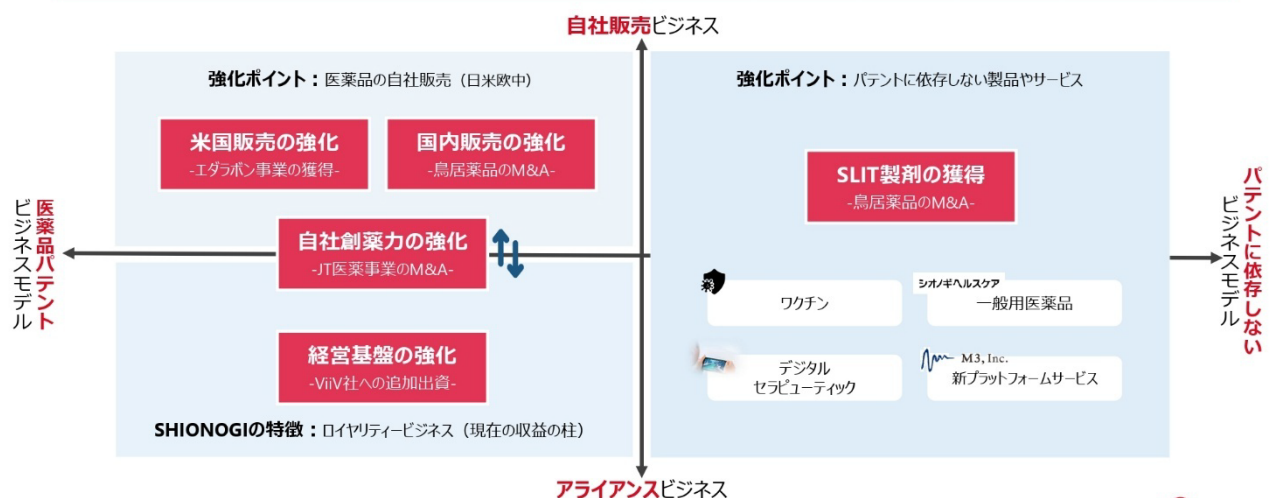 自社販売ビジネス
強化ポイント：医薬品の自社販売（日米欧中）
米国販売の強化
-エダラボン事業の獲得-
国内販売の強化
-鳥居薬品のM&A-
自社創薬力の強化
-JT医薬事業のM&A-
経営基盤の強化
-ViiV社への追加出資-
SHIONOGIの特徴：ロイヤリティービジネス（現在の収益の柱）
医薬品パテント
ビジネスモデル
強化ポイント：パテントに依存しない製品やサービス
SLIT製剤の獲得
-鳥居薬品のM&A-
ワクチン
シオノギヘルスケア
一般用医薬品
デジタル
セラピューティック
M3, Inc.
新プラットフォームサービス
パテントに依存しない
ビジネスモデル
アライアンスビジネス